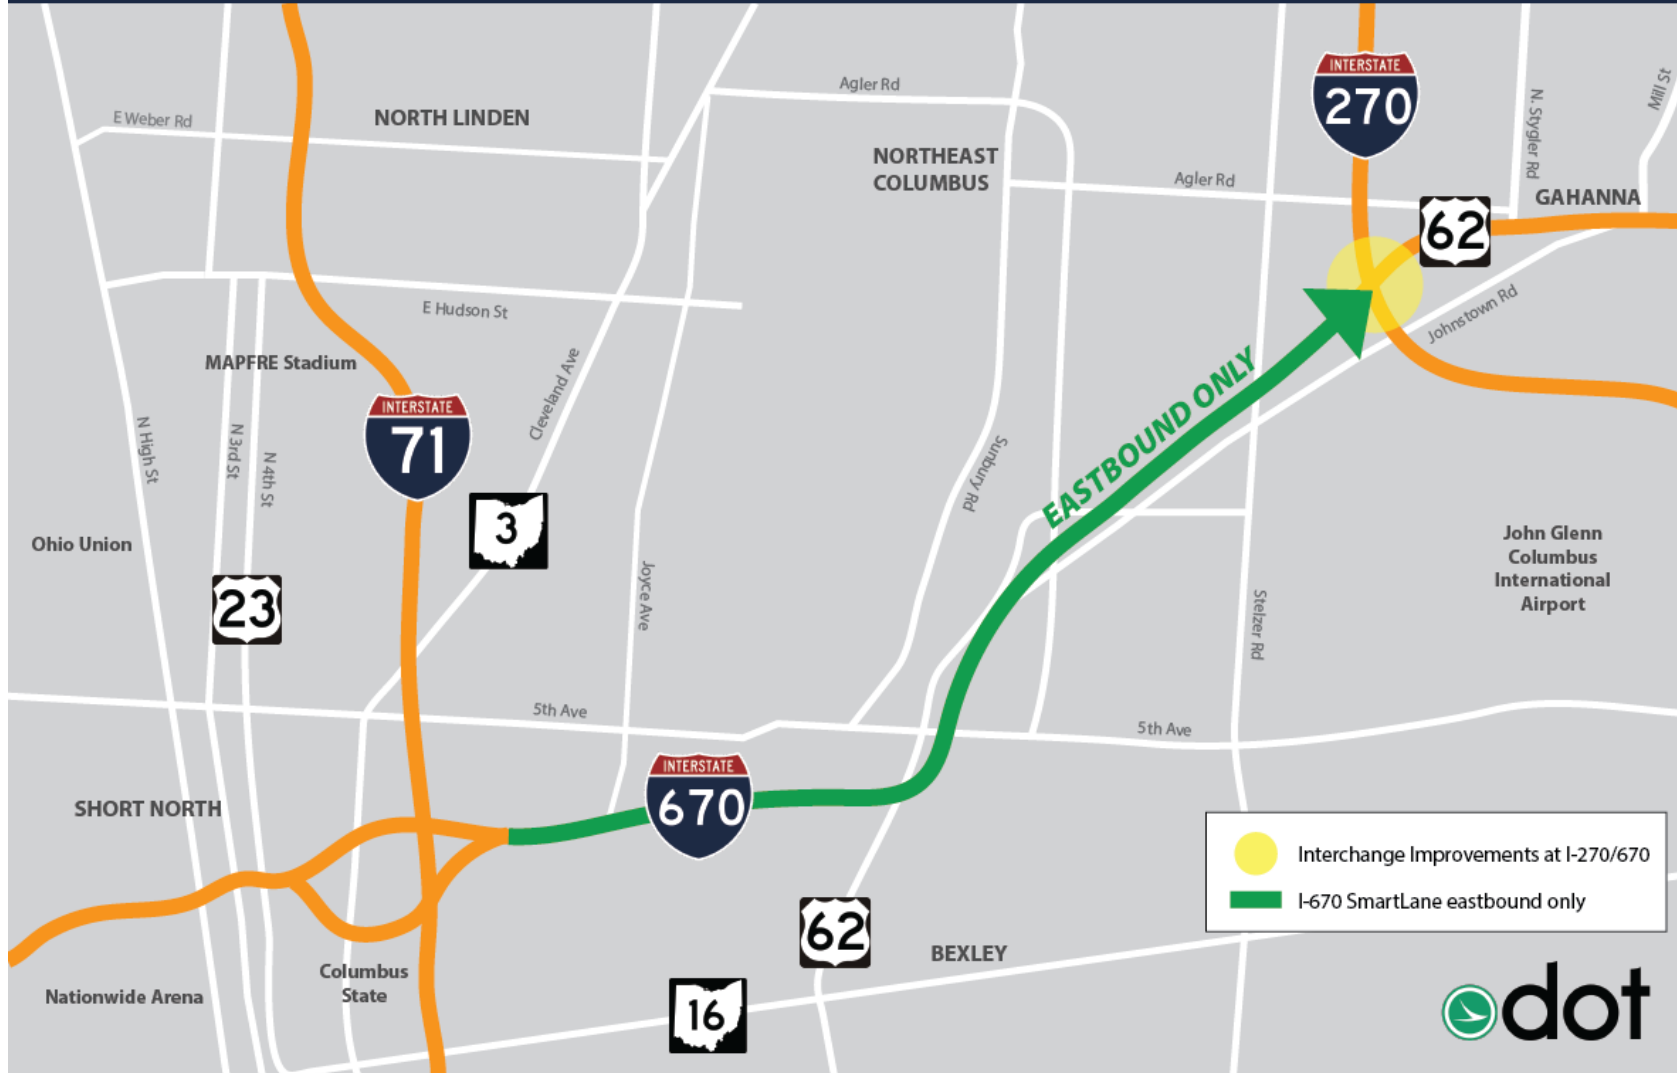 INTERSTATE
270
Mill St
N. Stygler Rd
Agler Rd
E Weber Rd
NORTH LINDEN
NORTHEAST
COLUMBUS
Agler Rd
GAHANNA
62
E Hudson St
Johnstown Rd
MAPFRE Stadium
Cleveland Ave
EASTBOUND ONLY
INTERSTATE
71
N High St
N 3rd St
N 4th St
Sunbury Rd
3
Ohio Union
John Glenn
Columbus
International
Airport
23
Joyce Ave
Stelzer Rd
5th Ave
5th Ave
INTERSTATE
670
SHORT NORTH
Interchange Improvements at I-270/670
I-670 SmartLane eastbound only
62
BEXLEY
Columbus
State
Nationwide Arena
16
dot